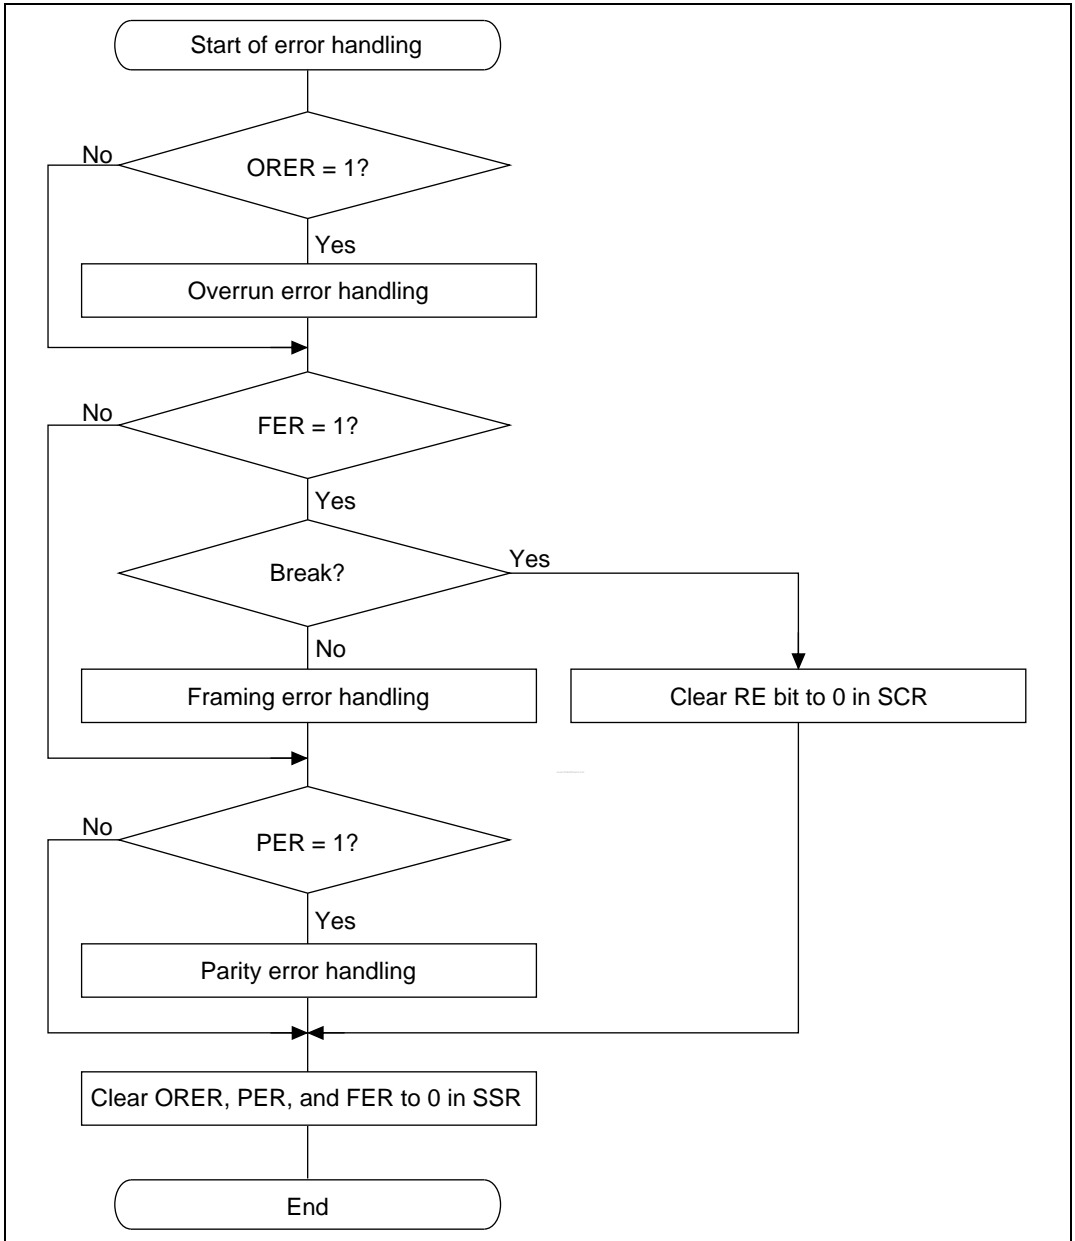 Start of error handling
No
ORER = 1?
Yes
Overrun error handling
No
FER = 1?
Yes
Break?
Yes
No
Framing error handling
Clear RE bit to 0 in SCR
No
PER = 1?
Yes
Parity error handling
Clear ORER, PER, and FER to 0 in SSR
End